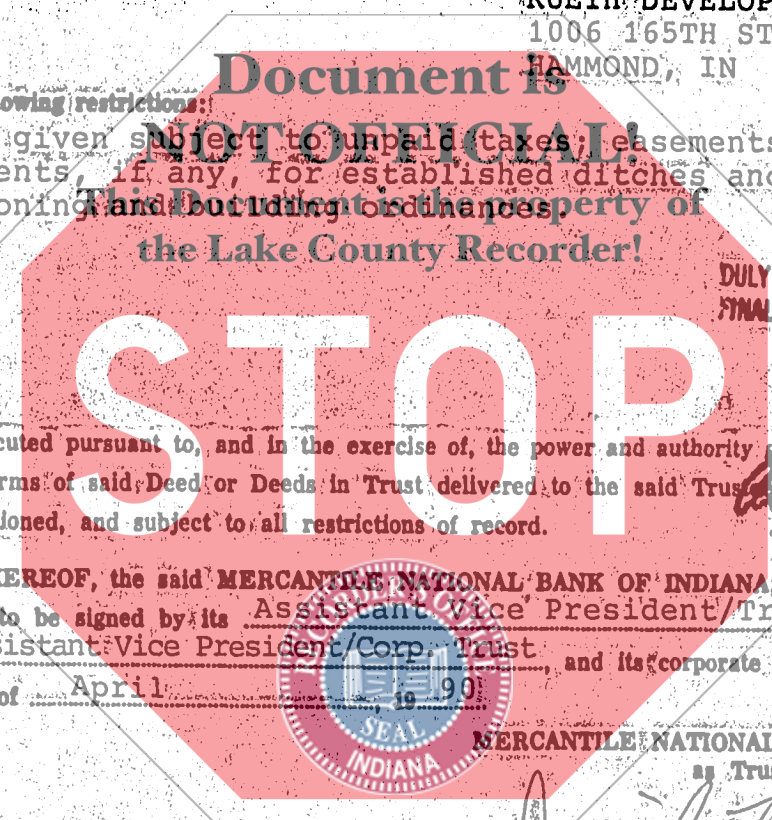 RUETH DEVELOP
1006 165TH ST
HAMMOND, IN
Document is
NOT OFFICIAL!
This Document is the property of
the Lake County Recorder!
owing restrictions:
given subject to unpaid taxes; easements
ents, if any, for established ditches and
oning and building ordinances.
DULY
FINAL
STOP
cuted pursuant to, and in the exercise of, the power and authority
rms of said Deed or Deeds in Trust delivered to the said Trus
ioned, and subject to all restrictions of record.
EREOF, the said MERCANTILE NATIONAL BANK OF INDIANA
to be signed by its Assistant Vice President/Tr
sistant Vice President/Corp. Trust, and its corporate
of April, 19 90
RECORDER'S OFFICE
SEAL
INDIANA
MERCANTILE NATIONAL
as Trus